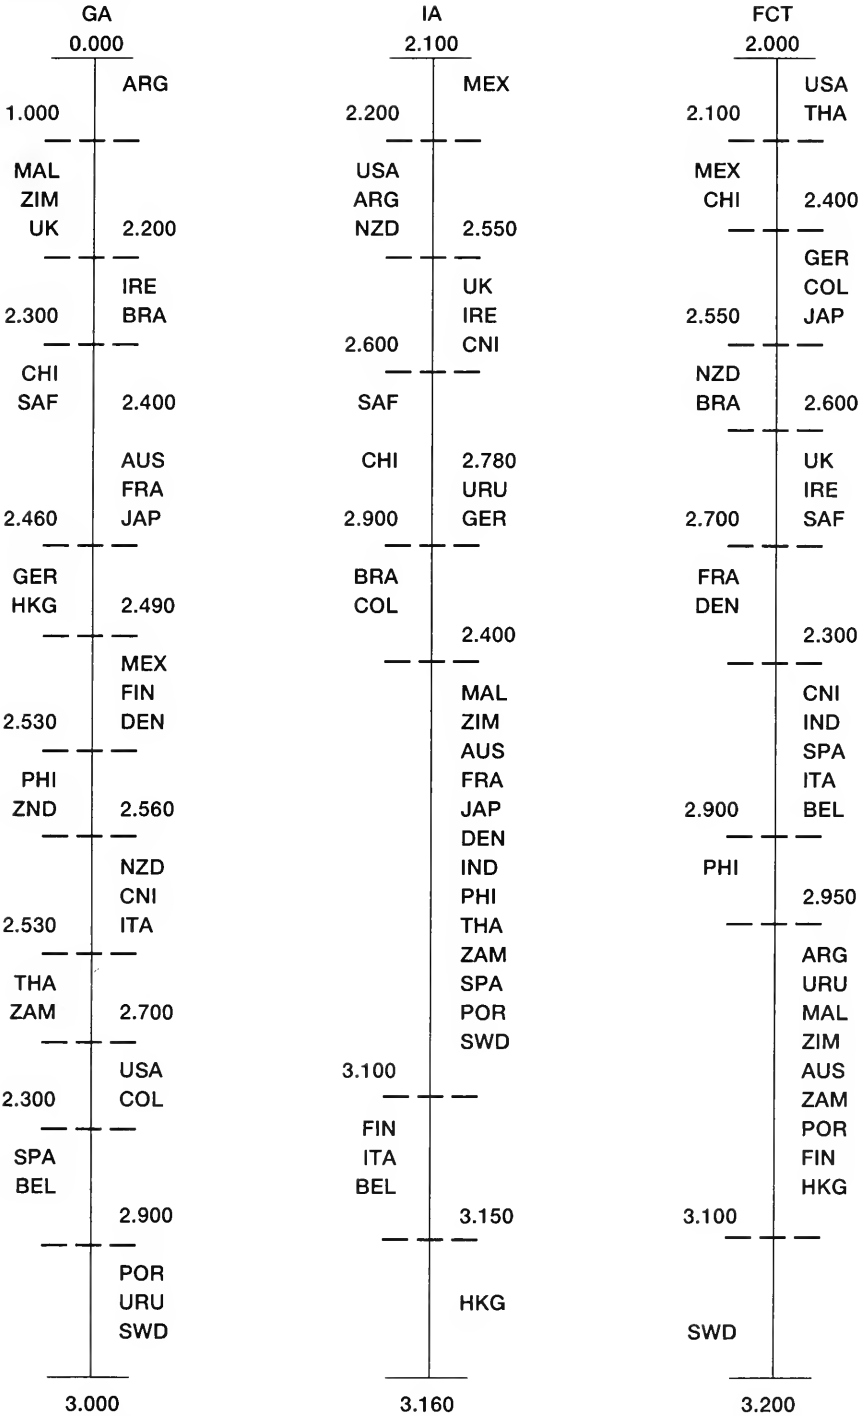 GA
0.000
ARG
1.000
MAL
ZIM
UK 2.200
IRE
2.300 BRA
CHI
SAF 2.400
AUS
FRA
2.460 JAP
GER
HKG 2.490
MEX
FIN
2.530 DEN
PHI
ZND 2.560
NZD
CNI
2.530 ITA
THA
ZAM 2.700
USA
2.300 COL
SPA
BEL
2.900
POR
URU
SWD
3.000
IA
2.100
MEX
2.200
USA
ARG
NZD 2.550
UK
IRE
2.600 CNI
SAF
CHI 2.780
URU
2.900 GER
BRA
COL
2.400
MAL
ZIM
AUS
FRA
JAP
DEN
IND
PHI
THA
ZAM
SPA
POR
SWD
3.100
FIN
ITA
BEL
3.150
HKG
3.160
FCT
2.000
USA
2.100 THA
MEX
CHI 2.400
GER
COL
2.550 JAP
NZD
BRA 2.600
UK
IRE
2.700 SAF
FRA
DEN
2.300
CNI
IND
SPA
ITA
2.900 BEL
PHI
2.950
ARG
URU
MAL
ZIM
AUS
ZAM
POR
FIN
HKG
3.100
SWD
3.200